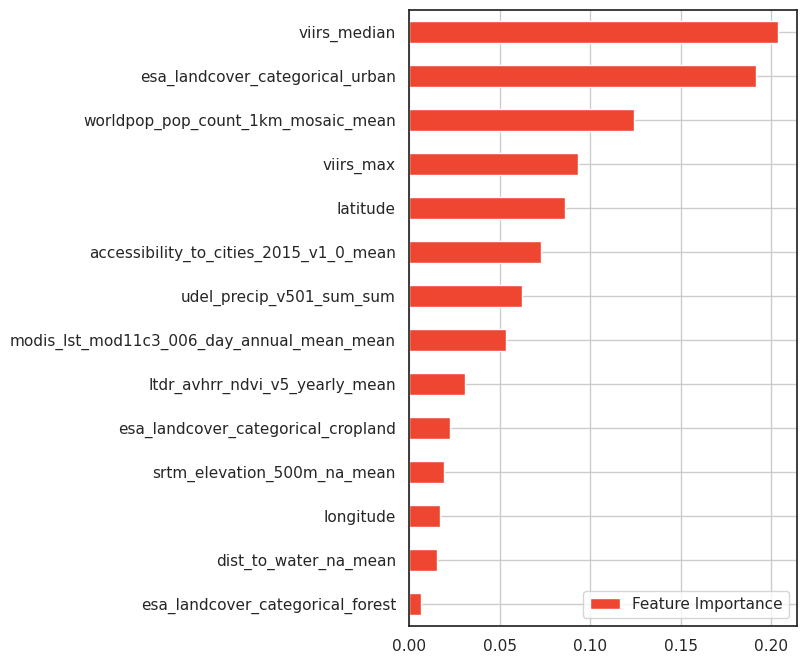 viirs_median
esa_landcover_categorical_urban
worldpop_pop_count_1km_mosaic_mean
viirs_max
latitude
accessibility_to_cities_2015_v1_0_mean
udel_precip_v501_sum_sum
modis_lst_mod11c3_006_day_annual_mean_mean
ltdr_avhrr_ndvi_v5_yearly_mean
esa_landcover_categorical_cropland
srtm_elevation_500m_na_mean
longitude
dist_to_water_na_mean
esa_landcover_categorical_forest
Feature Importance
0.00 0.05 0.10 0.15 0.20